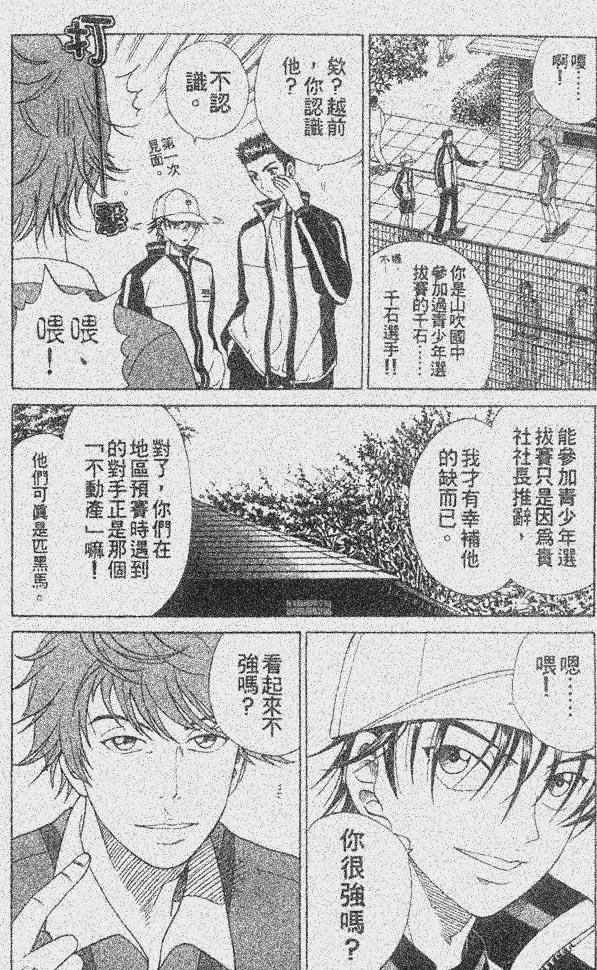 嗄……
啊！
你是山吹國中
參加過青少年選
拔賽的千石……
千石選手!!
欸？越前
，你認識
他？
不認
識。
第一次
見面。
打
擊
喂、
喂！
能參加青少年選
拔賽只是因為貴
社社長推辭，
我才有幸補他
的缺而已。
對了，你們在
地區預賽時遇到
的對手正是那個
「不動產」嘛！
他們可真是匹黑馬。
嗯……
喂！
你很強嗎？
看起來不
強嗎？